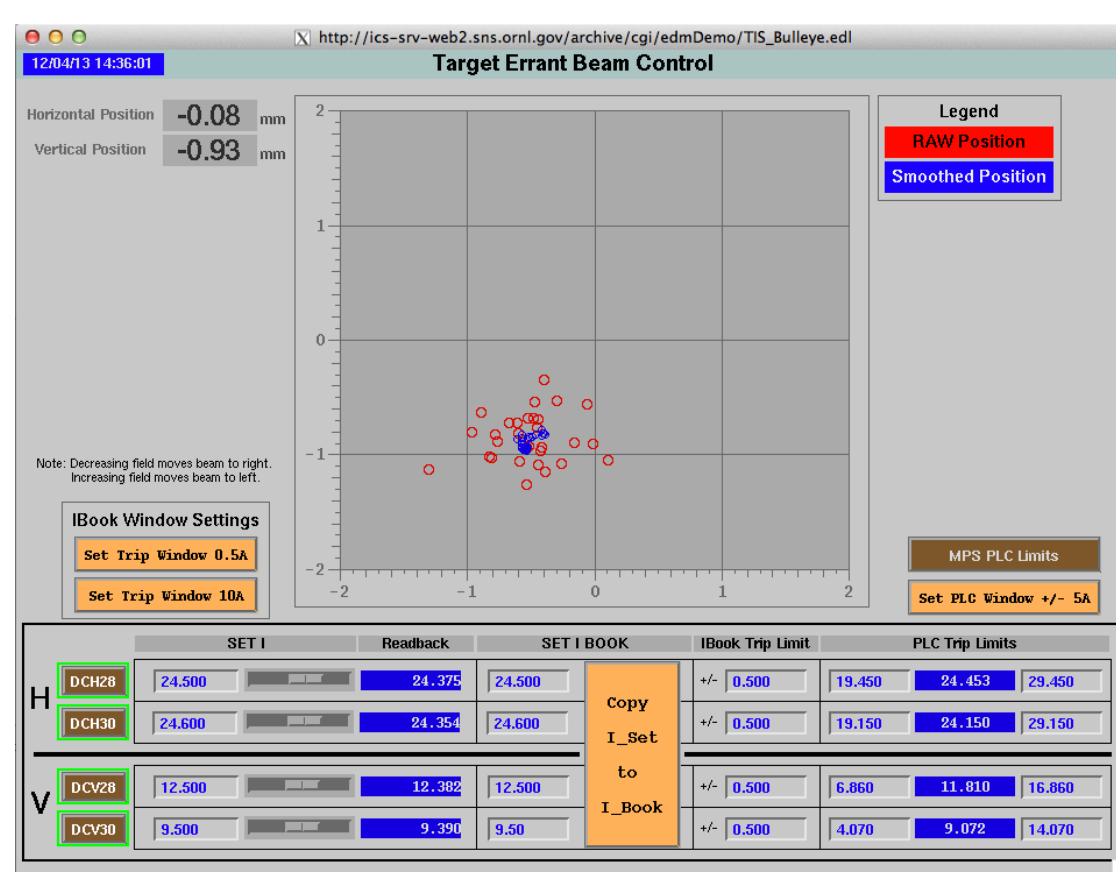 X http://ics-srv-web2.sns.ornl.gov/archive/cgi/edmDemo/TIS_Bulleye.edl
12/04/13 14:36:01 Target Errant Beam Control
Horizontal Position -0.08 mm
Vertical Position -0.93 mm
2
1
0
-1
-2
-2 -1 0 1 2
Legend
RAW Position
Smoothed Position
Note: Decreasing field moves beam to right.
Increasing field moves beam to left.
IBook Window Settings
Set Trip Window 0.5A
Set Trip Window 10A
MPS PLC Limits
Set PLC Window +/- 5A
SET I Readback SET I BOOK IBook Trip Limit PLC Trip Limits
H
DCH28 24.500 24.375 24.500 +/- 0.500 19.450 24.453 29.450
DCH30 24.600 24.354 24.600 +/- 0.500 19.150 24.150 29.150
V
DCV28 12.500 12.382 12.500 +/- 0.500 6.860 11.810 16.860
DCV30 9.500 9.390 9.50 +/- 0.500 4.070 9.072 14.070
Copy
I_Set
to
I_Book